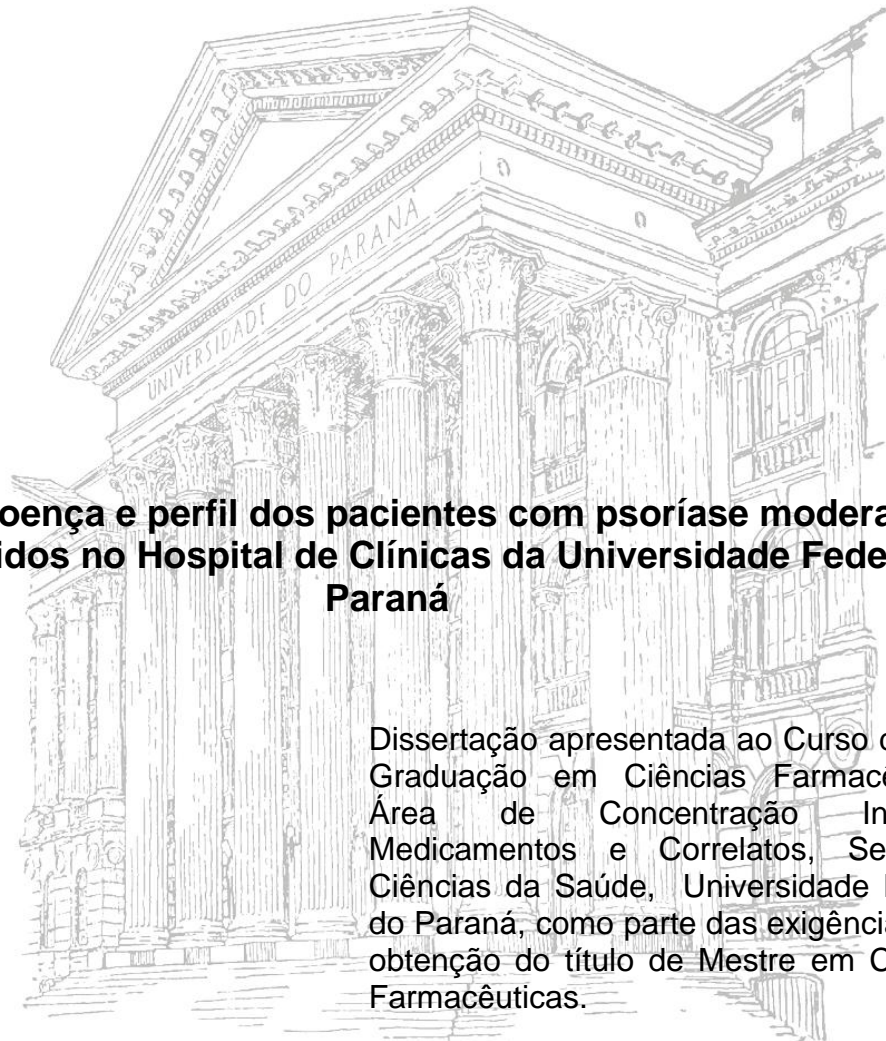 UNIVERSIDADE DO PARANÁ
oença e perfil dos pacientes com psoríase modera
idos no Hospital de Clínicas da Universidade Fede
Paraná
Dissertação apresentada ao Curso
Graduação em Ciências Farmacê
Área de Concentração In
Medicamentos e Correlatos, Se
Ciências da Saúde, Universidade
do Paraná, como parte das exigência
obtenção do título de Mestre em C
Farmacêuticas.